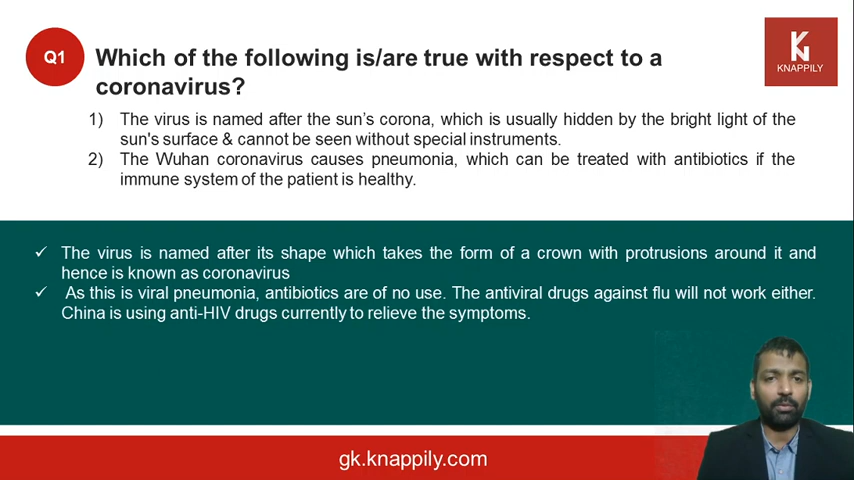 Q1
Which of the following is/are true with respect to a
coronavirus?
KNAPPILY
1) The virus is named after the sun’s corona, which is usually hidden by the bright light of the
sun's surface & cannot be seen without special instruments.
2) The Wuhan coronavirus causes pneumonia, which can be treated with antibiotics if the
immune system of the patient is healthy.
✓ The virus is named after its shape which takes the form of a crown with protrusions around it and
hence is known as coronavirus
✓ As this is viral pneumonia, antibiotics are of no use. The antiviral drugs against flu will not work either.
China is using anti-HIV drugs currently to relieve the symptoms.
gk.knappily.com